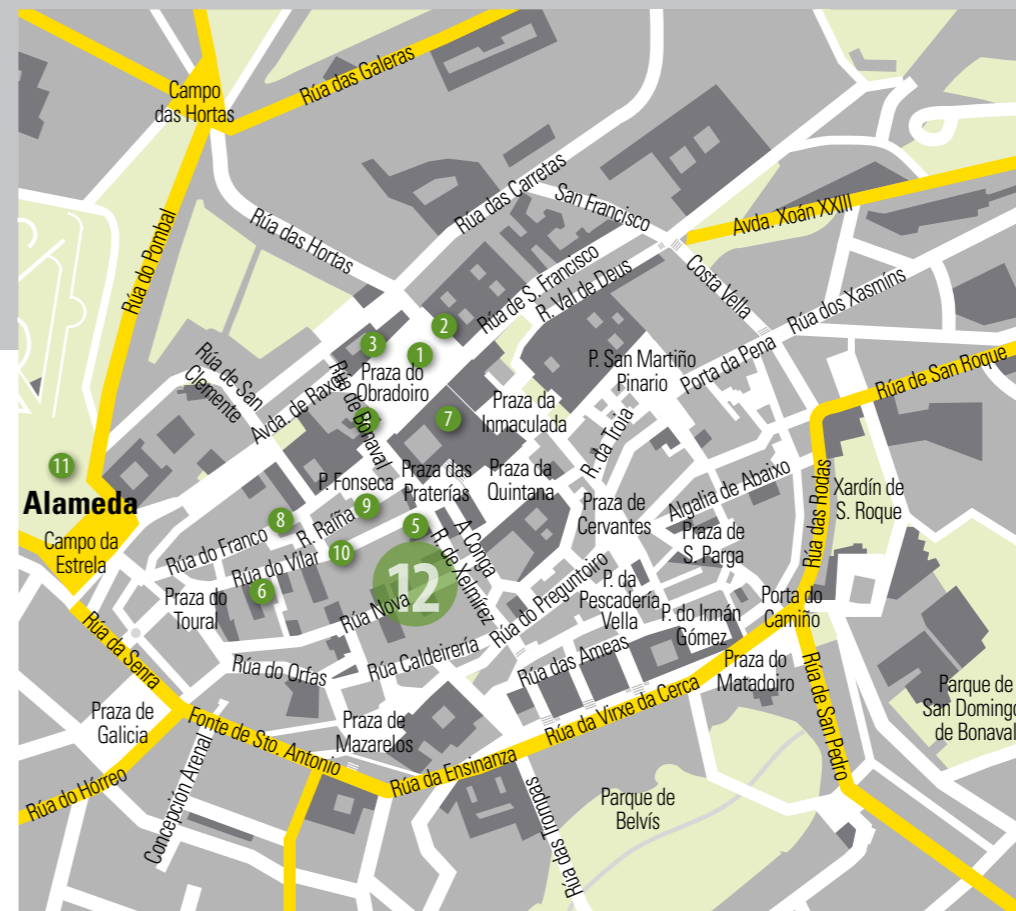 Campo
das Hortas
Rúa das Galeras
Rúa do Pombal
Rúa das Hortas
Rúa das Carretas
San Francisco
Avda. Xoán XXIII
Rúa de S. Francisco
R. Val de Deus
Costa Vella
Rúa dos Xasmíns
Porta da Pena
Rúa de San
Clemente
Avda. de Raxoi
3
2
1
Praza do
Obradoiro
Rúa de Bonaval
7
Praza da
Inmaculada
P. San Martiño
Pinario
R. da Troia
Rúa de San Roque
11
Alameda
Campo da
Estrela
P. Fonseca
Praza das
Praterías
Praza da
Quintana
Praza de
Cervantes
Algalia de Abaixo
Praza de
S. Parga
Rúa das Rodas
Xardín de
S. Roque
8
9
5
10
6
12
Rúa do Franco
R. Raíña
Rúa do Vilar
A Conga
R. de Xelmírez
Praza do
Toural
Rúa Nova
Rúa do Preguntoiro
P. da
Pescadería
Vella
P. do Irmán
Gómez
Porta do
Camiño
Rúa da Senra
Rúa do Orfas
Rúa Caldeirería
Rúa das Ameas
Praza do
Matadoiro
Rúa de San Pedro
Parque de
San Domingo
de Bonaval
Praza de
Galicia
Fonte de Sto. Antonio
Praza de
Mazarelos
Rúa da Ensinanza
Rúa da Virxe da Cerca
Rúa do Hórreo
Concepción Arenal
Rúa das Trompas
Parque de
Belvís